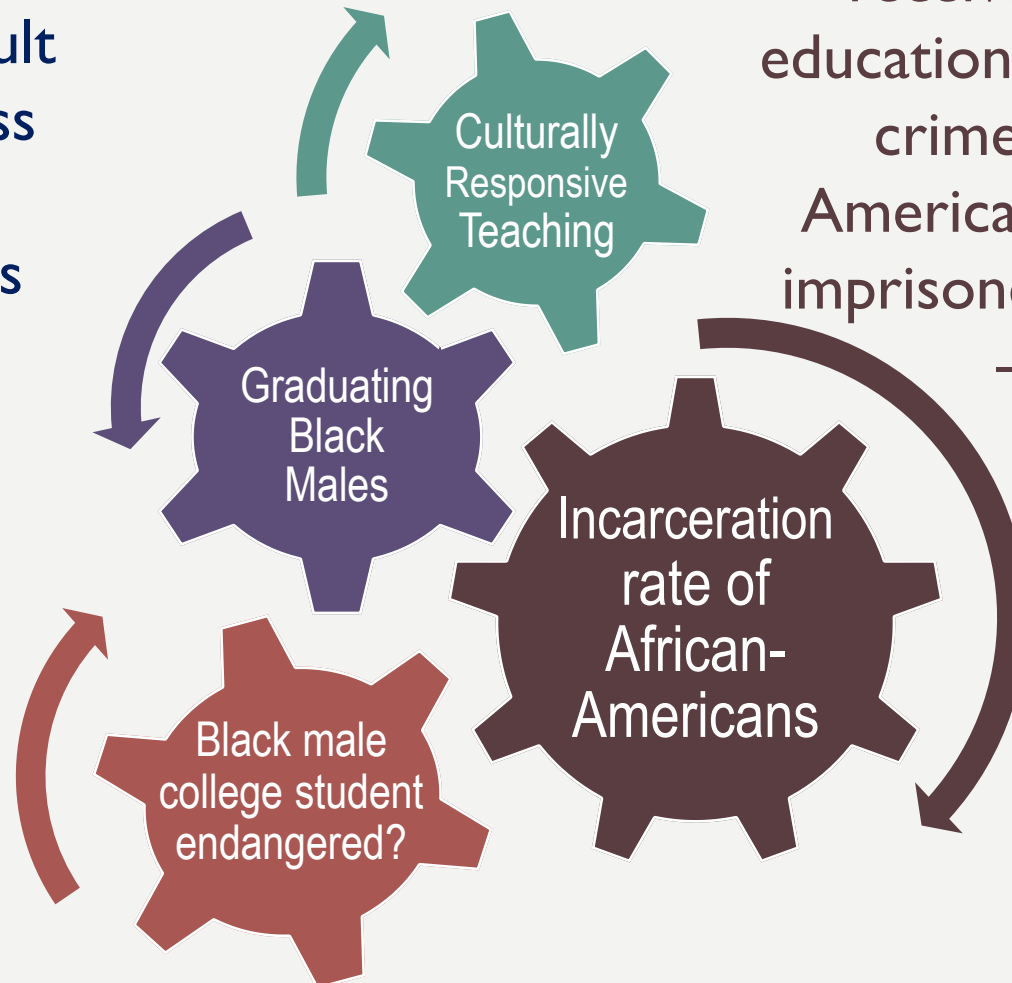 education
crime
America
imprisone
ult
ss
s
Culturally
Responsive
Teaching
Graduating
Black
Males
Incarceration
rate of
African-
Americans
Black male
college student
endangered?